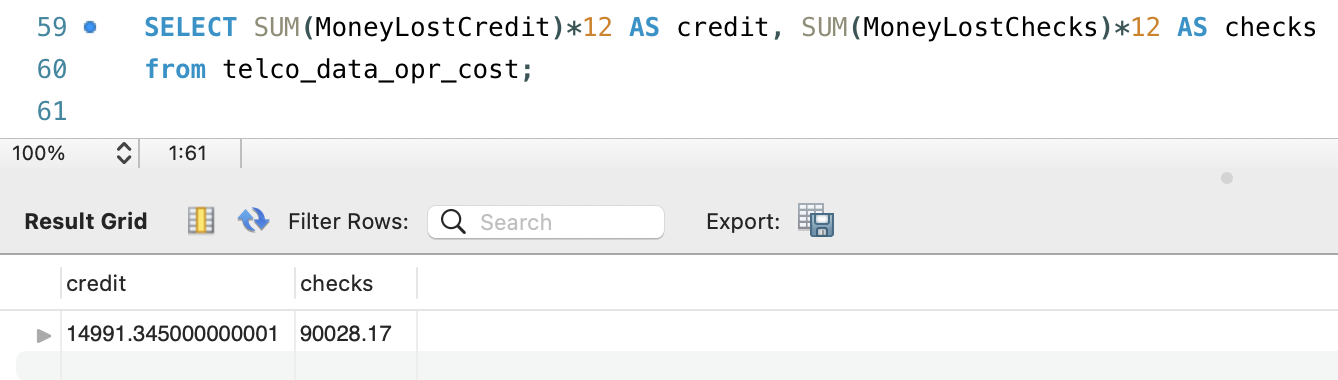 59 SELECT SUM(MoneyLostCredit)*12 AS credit, SUM(MoneyLostChecks)*12 AS checks
60 from telco_data_opr_cost;
61
100% 1:61
Result Grid Filter Rows: Search Export:
credit checks
14991.345000000001 90028.17